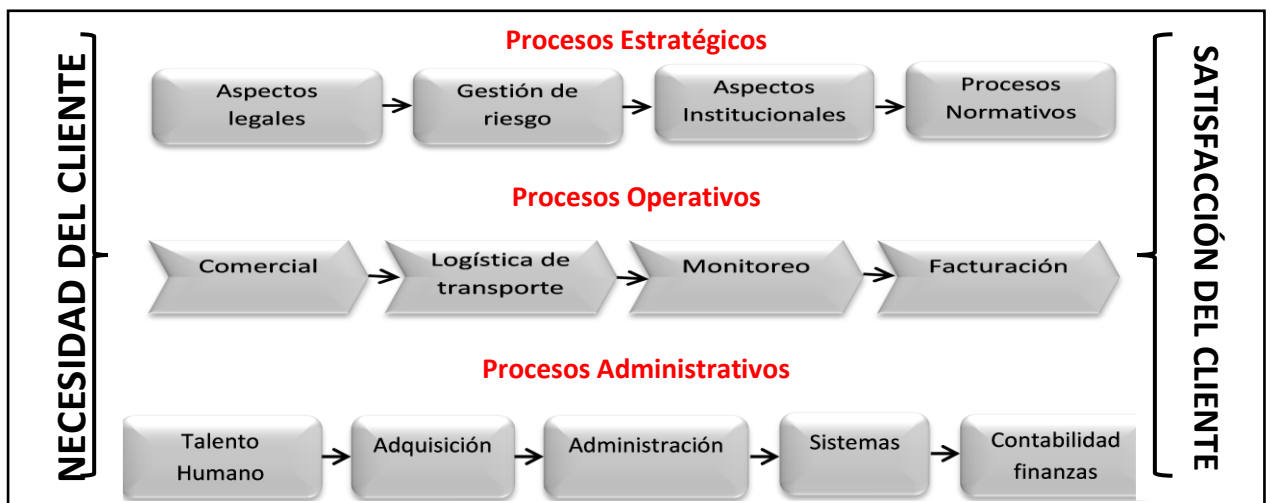 NECESIDAD DEL CLIENTE
Procesos Estratégicos
Aspectos
legales
Gestión de
riesgo
Aspectos
Institucionales
Procesos
Normativos
Procesos Operativos
Comercial
Logística de
transporte
Monitoreo
Facturación
Procesos Administrativos
Talento
Humano
Adquisición
Administración
Sistemas
Contabilidad
finanzas
SATISFACCIÓN DEL CLIENTE